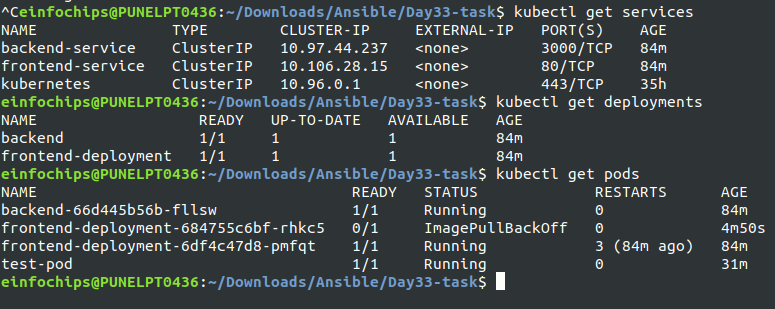 ^Ceinfochips@PUNELPT0436:~/Downloads/Ansible/Day33-task$ kubectl get services
NAME TYPE CLUSTER-IP EXTERNAL-IP PORT(S) AGE
backend-service ClusterIP 10.97.44.237 <none> 3000/TCP 84m
frontend-service ClusterIP 10.106.28.15 <none> 80/TCP 84m
kubernetes ClusterIP 10.96.0.1 <none> 443/TCP 35h
einfochips@PUNELPT0436:~/Downloads/Ansible/Day33-task$ kubectl get deployments
NAME READY UP-TO-DATE AVAILABLE AGE
backend 1/1 1 1 84m
frontend-deployment 1/1 1 1 84m
einfochips@PUNELPT0436:~/Downloads/Ansible/Day33-task$ kubectl get pods
NAME READY STATUS RESTARTS AGE
backend-66d445b56b-fllsw 1/1 Running 0 84m
frontend-deployment-684755c6bf-rhkc5 0/1 ImagePullBackOff 0 4m50s
frontend-deployment-6df4c47d8-pmfqt 1/1 Running 3 (84m ago) 84m
test-pod 1/1 Running 0 31m
einfochips@PUNELPT0436:~/Downloads/Ansible/Day33-task$